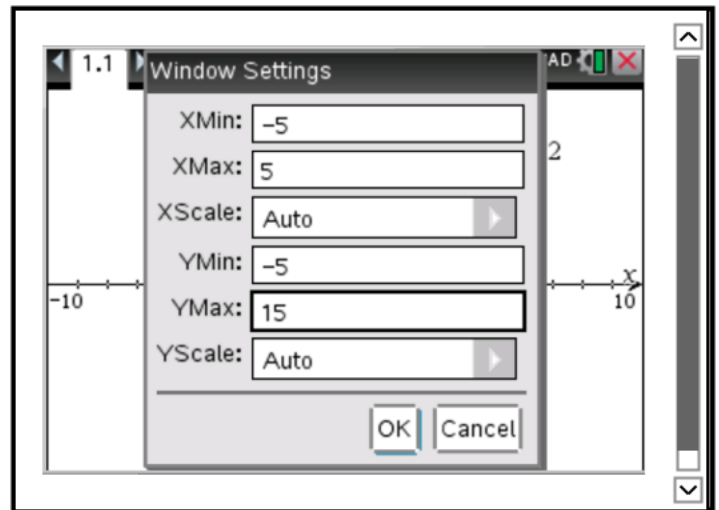 1.1
AD
Window Settings
XMin: -5
2
XMax: 5
XScale: Auto
YMin: -5
x
-10
10
YMax: 15
YScale: Auto
OK Cancel